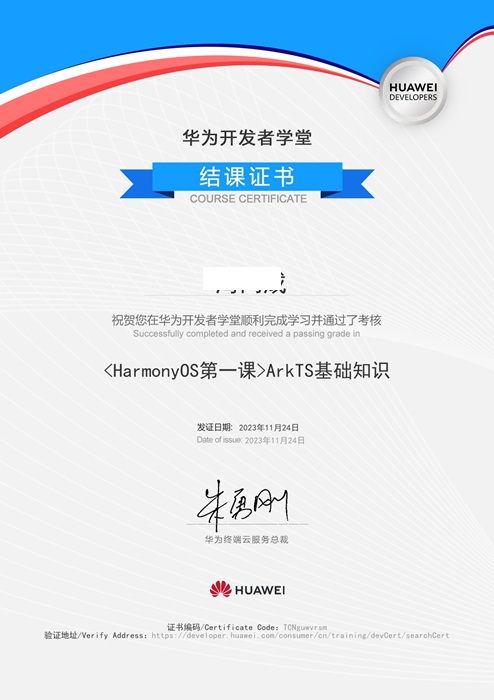 HUAWEI
DEVELOPERS
华为开发者学堂
结课证书
COURSE CERTIFICATE
祝贺您在华为开发者学堂顺利完成学习并通过了考核
Successfully completed and received a passing grade in
<HarmonyOS第一课>ArkTS基础知识
发证日期: 2023年11月24日
Date of issue: 2023年11月24日
朱勇刚
华为终端云服务总裁
HUAWEI
证书编码/Certificate Code: TCNguwvrsm
验证地址/Verify Address: https://developer.huawei.com/consumer/cn/training/devCert/searchCert